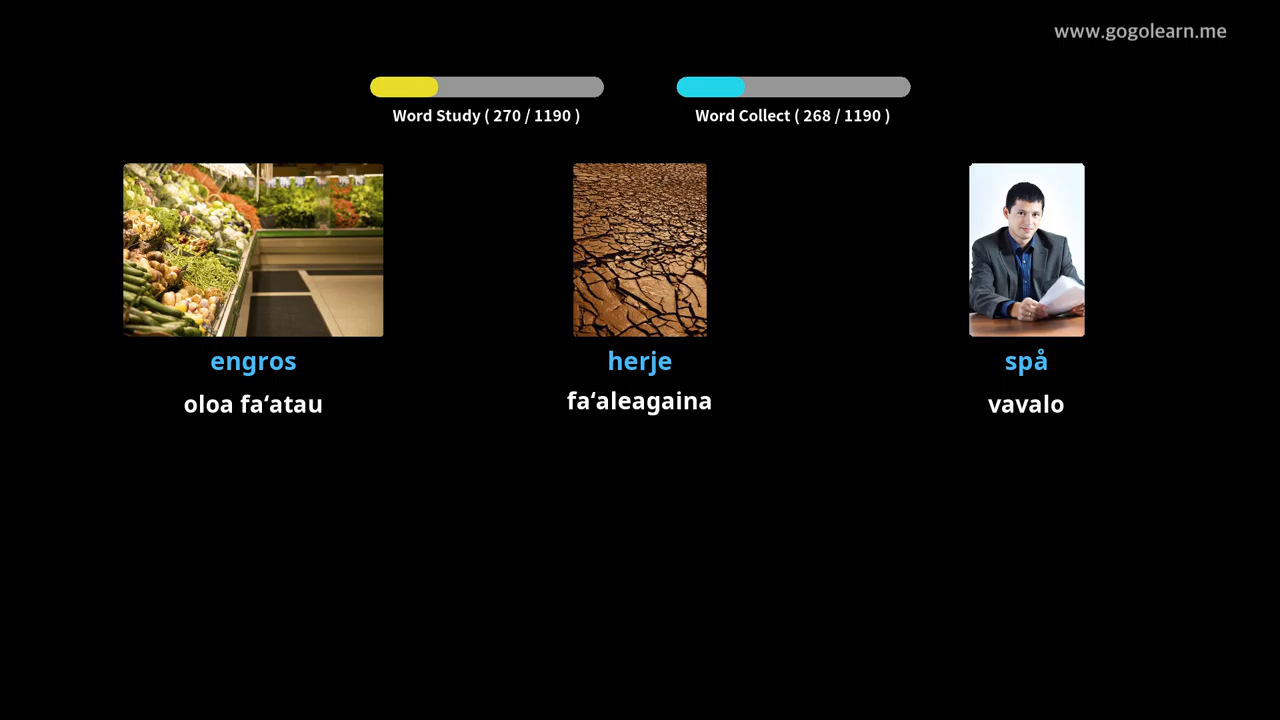 www.gogolearn.me
Word Study ( 270 / 1190 )
Word Collect ( 268 / 1190 )
engros
herje
spå
oloa faʻatau
faʻaleagaina
vavalo